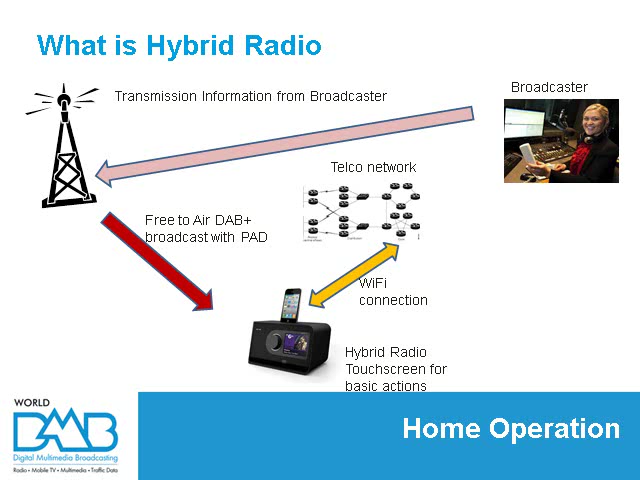 What is Hybrid Radio
Broadcaster
Transmission Information from Broadcaster
Telco network
Free to Air DAB+
broadcast with PAD
WiFi
connection
Hybrid Radio
Touchscreen for
basic actions
WORLD
DMB
Digital Multimedia Broadcasting
Radio • Mobile TV • Multimedia • Traffic Data
Home Operation